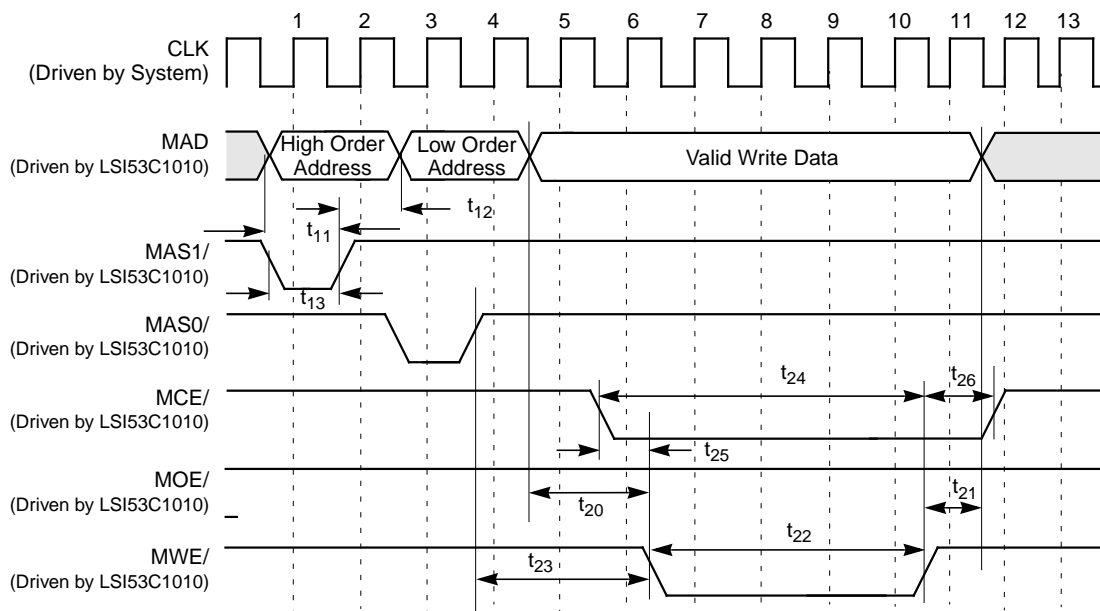 1 2 3 4 5 6 7 8 9 10 11 12 13
CLK
(Driven by System)
MAD
(Driven by LSI53C1010)
High Order
Address
Low Order
Address
Valid Write Data
t12
t11
MAS1/
(Driven by LSI53C1010)
t13
MAS0/
(Driven by LSI53C1010)
t24
t26
MCE/
(Driven by LSI53C1010)
t25
MOE/
(Driven by LSI53C1010)
t21
t20
t22
MWE/
(Driven by LSI53C1010)
t23